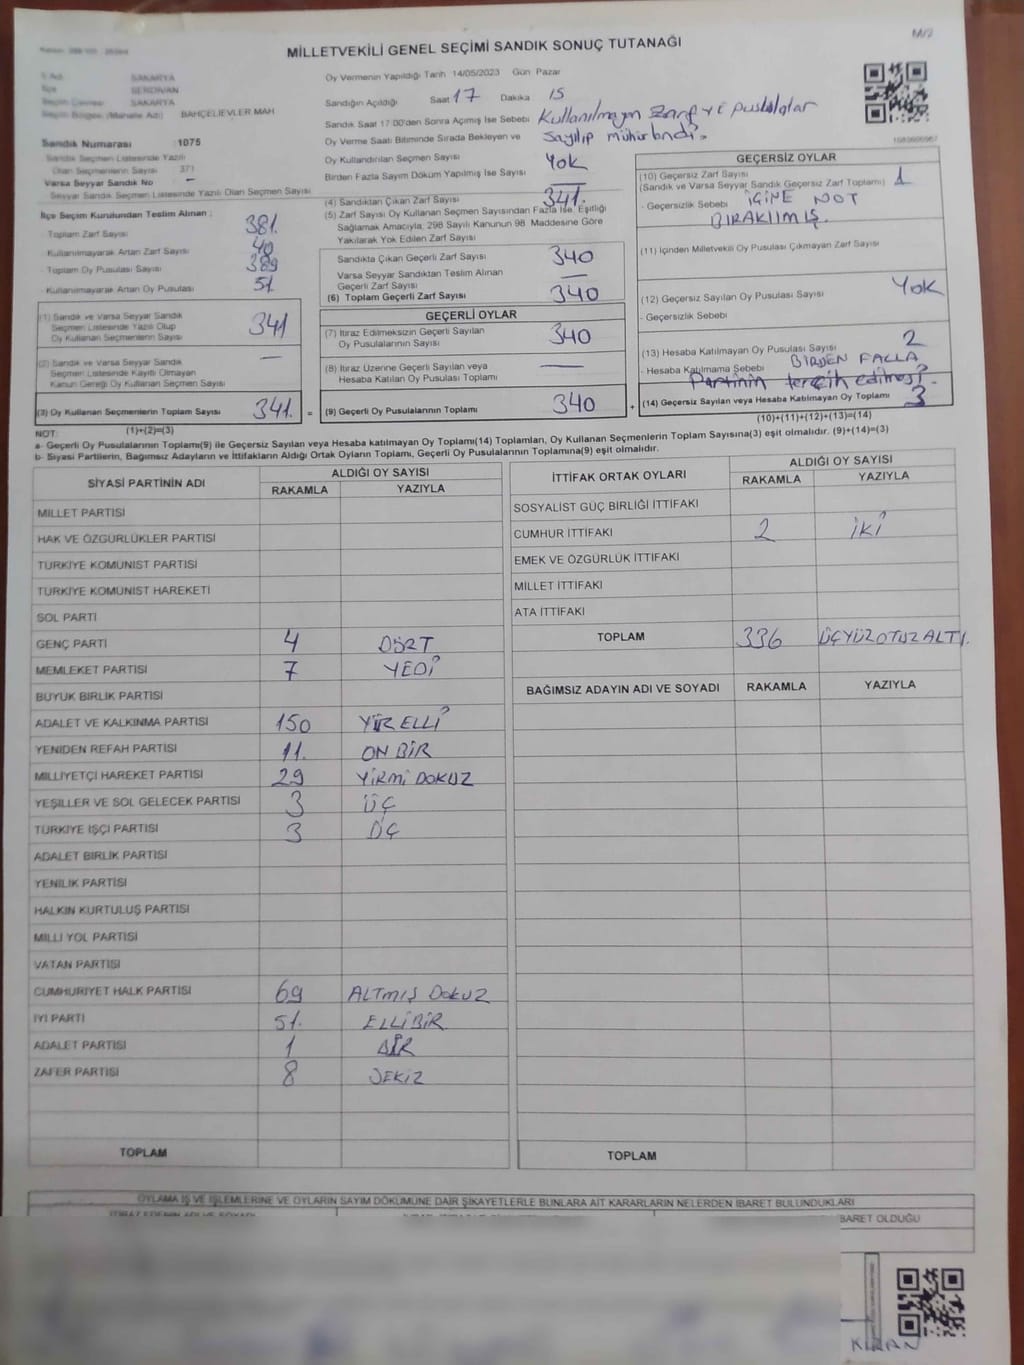 MİLLETVEKİLİ GENEL SEÇİMİ SANDIK SONUÇ TUTANAĞI
M/2
SAKARYA
SERDİVAN
SAKARYA
BAHÇELİEVLER MAH
Oy Vermenin Yapıldığı Tarih 14/05/2023 Gün Pazar
Sandığın Açıldığı Saat 17 Dakika 15
Sandık Saat 17:00'den Sonra Açımış İse Sebebi Kullanılmayan zarf ve pusulalar
sayılıp mühürlendi.
Oy Verme Saati Bitiminde Sırada Bekleyen ve
Oy Kullandırılan Seçmen Sayısı Yok
Birden Fazla Sayım Döküm Yapılmış İse Sayısı —
Sandık Numarası : 1075
Sandık Seçmen Listesinde Yazılı
Olan Seçmenlerin Sayısı 371
Varsa Seyyar Sandık No –
Seyyar Sandık Seçmen Listesinde Yazılı Olan Seçmen Sayısı
İlçe Seçim Kurulundan Teslim Alınan :
- Toplam Zarf Sayısı 381.
- Kullanılmayarak Artan Zarf Sayısı 40
- Toplam Oy Pusulası Sayısı 389
- Kullanılmayarak Artan Oy Pusulası 51
(1) Sandık ve Varsa Seyyar Sandık
Seçmen Listesinde Yazılı Olup
Oy Kullanan Seçmenlerin Sayısı 341
(2) Sandık ve Varsa Seyyar Sandık
Seçmen Listesinde Kayıtlı Olmayan
Kanun Gereği Oy Kullanan Seçmen Sayısı —
(3) Oy Kullanan Seçmenlerin Toplam Sayısı 341. =
(1)+(2)=(3)
(4) Sandıktan Çıkan Zarf Sayısı 341.
(5) Zarf Sayısı Oy Kullanan Seçmen Sayısından Fazla İse, Eşitliği
Sağlamak Amacıyla, 298 Sayılı Kanunun 98. Maddesine Göre
Yakılarak Yok Edilen Zarf Sayısı
Sandıkta Çıkan Geçerli Zarf Sayısı 340
Varsa Seyyar Sandıktan Teslim Alınan
Geçerli Zarf Sayısı —
(6) Toplam Geçerli Zarf Sayısı 340
GEÇERLİ OYLAR
(7) İtiraz Edilmeksizin Geçerli Sayılan
Oy Pusulalarının Sayısı 340
(8) İtiraz Üzerine Geçerli Sayılan veya
Hesaba Katılan Oy Pusulası Toplamı —
(9) Geçerli Oy Pusulalarının Toplamı 340 +
GEÇERSİZ OYLAR
(10) Geçersiz Zarf Sayısı
(Sandık ve Varsa Seyyar Sandık Geçersiz Zarf Toplamı) 1
- Geçersizlik Sebebi İÇİNE NOT
BIRAKILMIŞ.
(11) İçinden Milletvekili Oy Pusulası Çıkmayan Zarf Sayısı
(12) Geçersiz Sayılan Oy Pusulası Sayısı Yok
- Geçersizlik Sebebi
(13) Hesaba Katılmayan Oy Pusulası Sayısı 2
- Hesaba Katılmama Sebebi BİRDEN FAZLA
Partinin tercih edilmesi.
(14) Geçersiz Sayılan veya Hesaba Katılmayan Oy Toplamı 3
(10)+(11)+(12)+(13)=(14)
NOT:
a- Geçerli Oy Pusulalarının Toplamı(9) ile Geçersiz Sayılan veya Hesaba katılmayan Oy Toplamı(14) Toplamları, Oy Kullanan Seçmenlerin Toplam Sayısına(3) eşit olmalıdır. (9)+(14)=(3)
b- Siyasi Partilerin, Bağımsız Adayların ve İttifakların Aldığı Ortak Oyların Toplamı, Geçerli Oy Pusulalarının Toplamına(9) eşit olmalıdır.
SİYASİ PARTİNİN ADI ALDIĞI OY SAYISI
RAKAMLA YAZIYLA
MİLLET PARTİSİ
HAK VE ÖZGÜRLÜKLER PARTİSİ
TÜRKİYE KOMÜNİST PARTİSİ
TÜRKİYE KOMÜNİST HAREKETİ
SOL PARTİ
GENÇ PARTİ 4 DÖRT
MEMLEKET PARTİSİ 7 YEDİ
BÜYÜK BİRLİK PARTİSİ
ADALET VE KALKINMA PARTİSİ 150 YÜZ ELLİ
YENİDEN REFAH PARTİSİ 11. ON BİR
MİLLİYETÇİ HAREKET PARTİSİ 29 YİRMİ DOKUZ
YEŞİLLER VE SOL GELECEK PARTİSİ 3 ÜÇ
TÜRKİYE İŞÇİ PARTİSİ 3 ÜÇ
ADALET BİRLİK PARTİSİ
YENİLİK PARTİSİ
HALKIN KURTULUŞ PARTİSİ
MİLLİ YOL PARTİSİ
VATAN PARTİSİ
CUMHURİYET HALK PARTİSİ 69 ALTMIŞ DOKUZ
İYİ PARTİ 51. ELLİ BİR
ADALET PARTİSİ 1 BİR
ZAFER PARTİSİ 8 SEKİZ
TOPLAM
İTTİFAK ORTAK OYLARI ALDIĞI OY SAYISI
RAKAMLA YAZIYLA
SOSYALİST GÜÇ BİRLİĞİ İTTİFAKI
CUMHUR İTTİFAKI 2 İKİ
EMEK VE ÖZGÜRLÜK İTTİFAKI
MİLLET İTTİFAKI
ATA İTTİFAKI
TOPLAM 336 ÜÇYÜZOTUZALTI.
BAĞIMSIZ ADAYIN ADI VE SOYADI RAKAMLA YAZIYLA
TOPLAM
OYLAMA İŞ VE İŞLEMLERİNE VE OYLARIN SAYIM DÖKÜMÜNE DAİR ŞİKAYETLERLE BUNLARA AİT KARARLARIN NELERDEN İBARET BULUNDUKLARI
İTİRAZ EDENİN ADI VE SOYADI
İBARET OLDUĞU